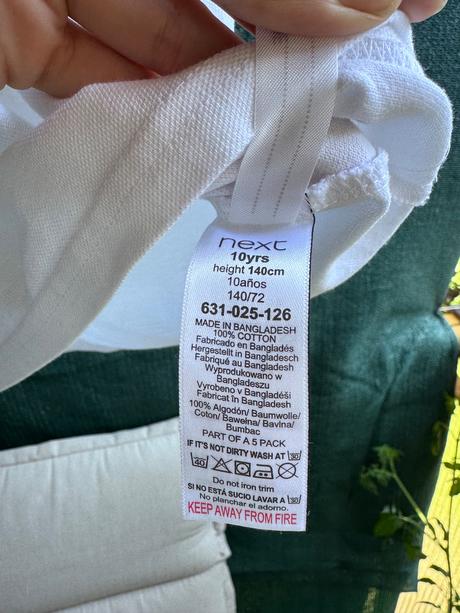 next
10yrs
height 140cm
10años
140/72
631-025-126
MADE IN BANGLADESH
100% COTTON
Fabricado en Bangladés
Hergestellt in Bangladesch
Fabriqué au Bangladesh
Wyprodukowano w
Bangladeszu
Vyrobeno v Bangladéši
Fabricat în Bangladesh
100% Algodón/ Baumwolle/
Coton/ Bawełna/ Bavlna/
Bumbac
PART OF A 5 PACK
IF IT'S NOT DIRTY WASH AT 30
40
Do not iron trim
SI NO ESTÁ SUCIO LAVAR A 30
No planchar el adorno.
KEEP AWAY FROM FIRE